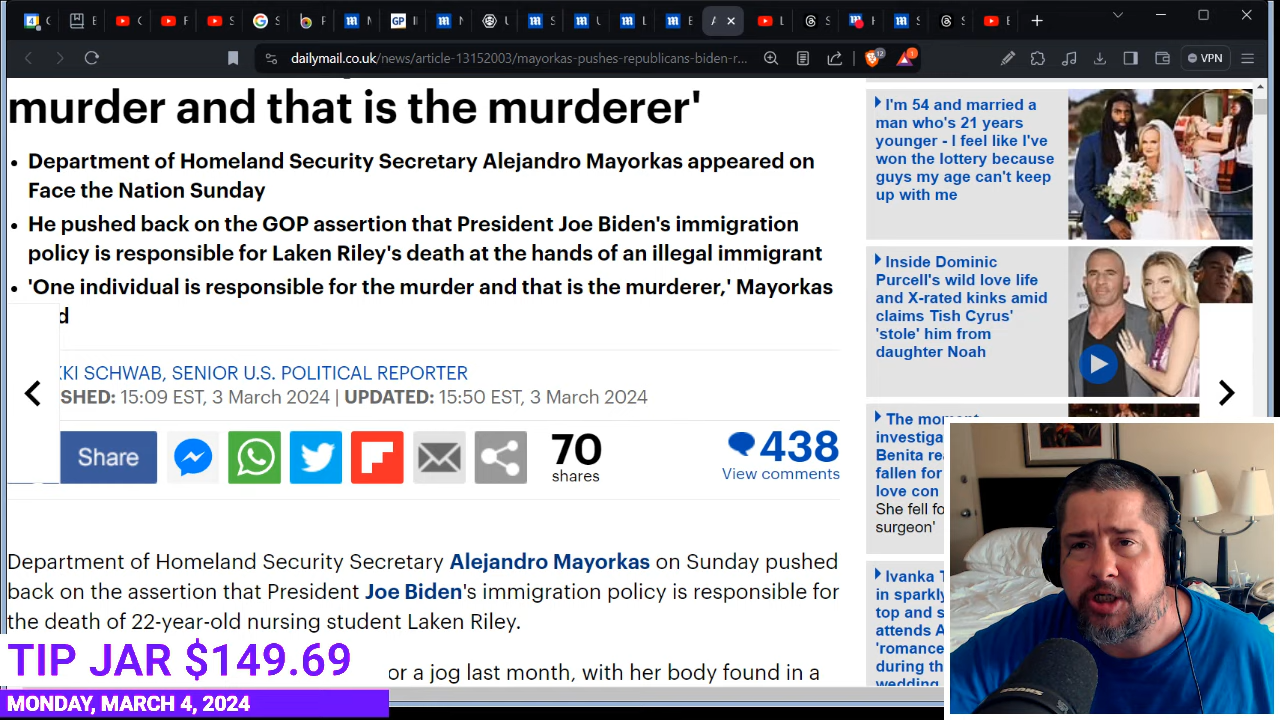 dailymail.co.uk/news/article-13152003/mayorkas-pushes-republicans-biden-r...
12
1
VPN
murder and that is the murderer'
• Department of Homeland Security Secretary Alejandro Mayorkas appeared on
Face the Nation Sunday
• He pushed back on the GOP assertion that President Joe Biden's immigration
policy is responsible for Laken Riley's death at the hands of an illegal immigrant
• 'One individual is responsible for the murder and that is the murderer,' Mayorkas
d
KKI SCHWAB, SENIOR U.S. POLITICAL REPORTER
SHED: 15:09 EST, 3 March 2024 | UPDATED: 15:50 EST, 3 March 2024
Share
70
shares
438
View comments
Department of Homeland Security Secretary Alejandro Mayorkas on Sunday pushed
back on the assertion that President Joe Biden's immigration policy is responsible for
the death of 22-year-old nursing student Laken Riley.
or a jog last month, with her body found in a
TIP JAR $149.69
MONDAY, MARCH 4, 2024
I'm 54 and married a
man who's 21 years
younger - I feel like I've
won the lottery because
guys my age can't keep
up with me
Inside Dominic
Purcell's wild love life
and X-rated kinks amid
claims Tish Cyrus'
'stole' him from
daughter Noah
The
investiga
Benita re
fallen for
love con
She fell fo
surgeon'
Ivanka T
in sparkly
top and s
attends A
'romance
during th
wedding